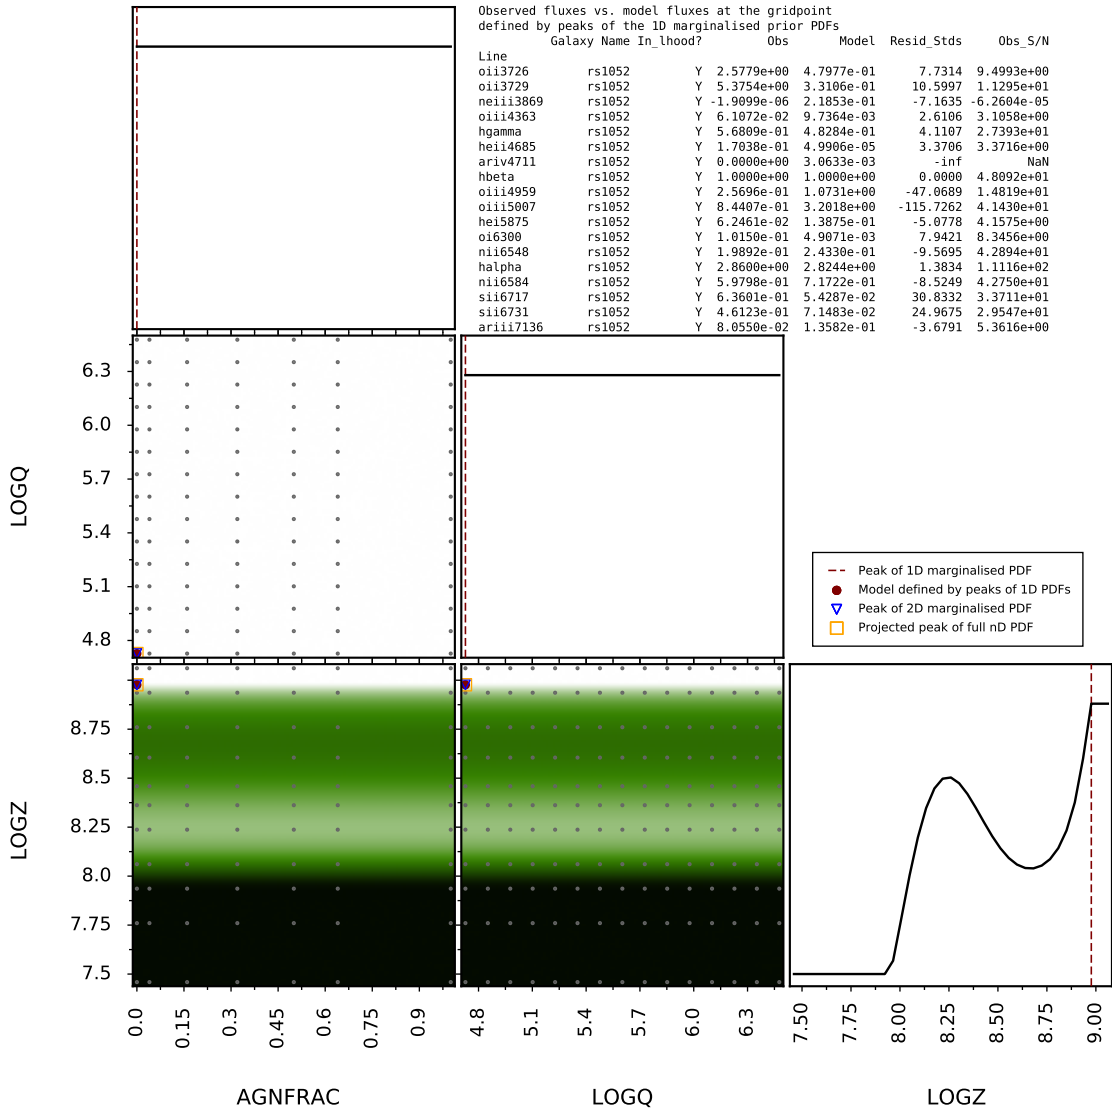 Observed fluxes vs. model fluxes at the gridpoint
defined by peaks of the 1D marginalised prior PDFs
Galaxy Name In_lhood? Obs Model Resid_Stds Obs_S/N
Line
oii3726 rs1052 Y 2.5779e+00 4.7977e-01 7.7314 9.4993e+00
oii3729 rs1052 Y 5.3754e+00 3.3106e-01 10.5997 1.1295e+01
neiii3869 rs1052 Y -1.9099e-06 2.1853e-01 -7.1635 -6.2604e-05
oiii4363 rs1052 Y 6.1072e-02 9.7364e-03 2.6106 3.1058e+00
hgamma rs1052 Y 5.6809e-01 4.8284e-01 4.1107 2.7393e+01
heii4685 rs1052 Y 1.7038e-01 4.9906e-05 3.3706 3.3716e+00
ariv4711 rs1052 Y 0.0000e+00 3.0633e-03 -inf NaN
hbeta rs1052 Y 1.0000e+00 1.0000e+00 0.0000 4.8092e+01
oiii4959 rs1052 Y 2.5696e-01 1.0731e+00 -47.0689 1.4819e+01
oiii5007 rs1052 Y 8.4407e-01 3.2018e+00 -115.7262 4.1430e+01
hei5875 rs1052 Y 6.2461e-02 1.3875e-01 -5.0778 4.1575e+00
oi6300 rs1052 Y 1.0150e-01 4.9071e-03 7.9421 8.3456e+00
nii6548 rs1052 Y 1.9892e-01 2.4330e-01 -9.5695 4.2894e+01
halpha rs1052 Y 2.8600e+00 2.8244e+00 1.3834 1.1116e+02
nii6584 rs1052 Y 5.9798e-01 7.1722e-01 -8.5249 4.2750e+01
sii6717 rs1052 Y 6.3601e-01 5.4287e-02 30.8332 3.3711e+01
sii6731 rs1052 Y 4.6123e-01 7.1483e-02 24.9675 2.9547e+01
ariii7136 rs1052 Y 8.0550e-02 1.3582e-01 -3.6791 5.3616e+00
6.3
6.0
5.7
5.4
5.1
4.8
LOGQ
Peak of 1D marginalised PDF
Model defined by peaks of 1D PDFs
Peak of 2D marginalised PDF
Projected peak of full nD PDF
8.75
8.5
8.25
8.0
7.75
7.5
LOGZ
0.0 0.15 0.3 0.45 0.6 0.75 0.9
4.8 5.1 5.4 5.7 6.0 6.3
7.50 7.75 8.00 8.25 8.50 8.75 9.00
AGNFRAC LOGQ LOGZ